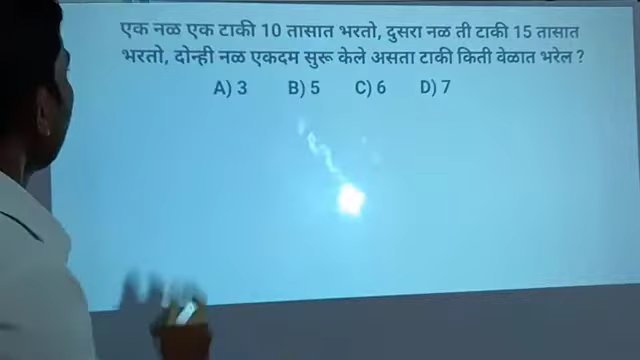 एक नळ एक टाकी 10 तासात भरतो, दुसरा नळ ती टाकी 15 तासात
भरतो, दोन्ही नळ एकदम सुरू केले असता टाकी किती वेळात भरेल ?
A) 3 B) 5 C) 6 D) 7